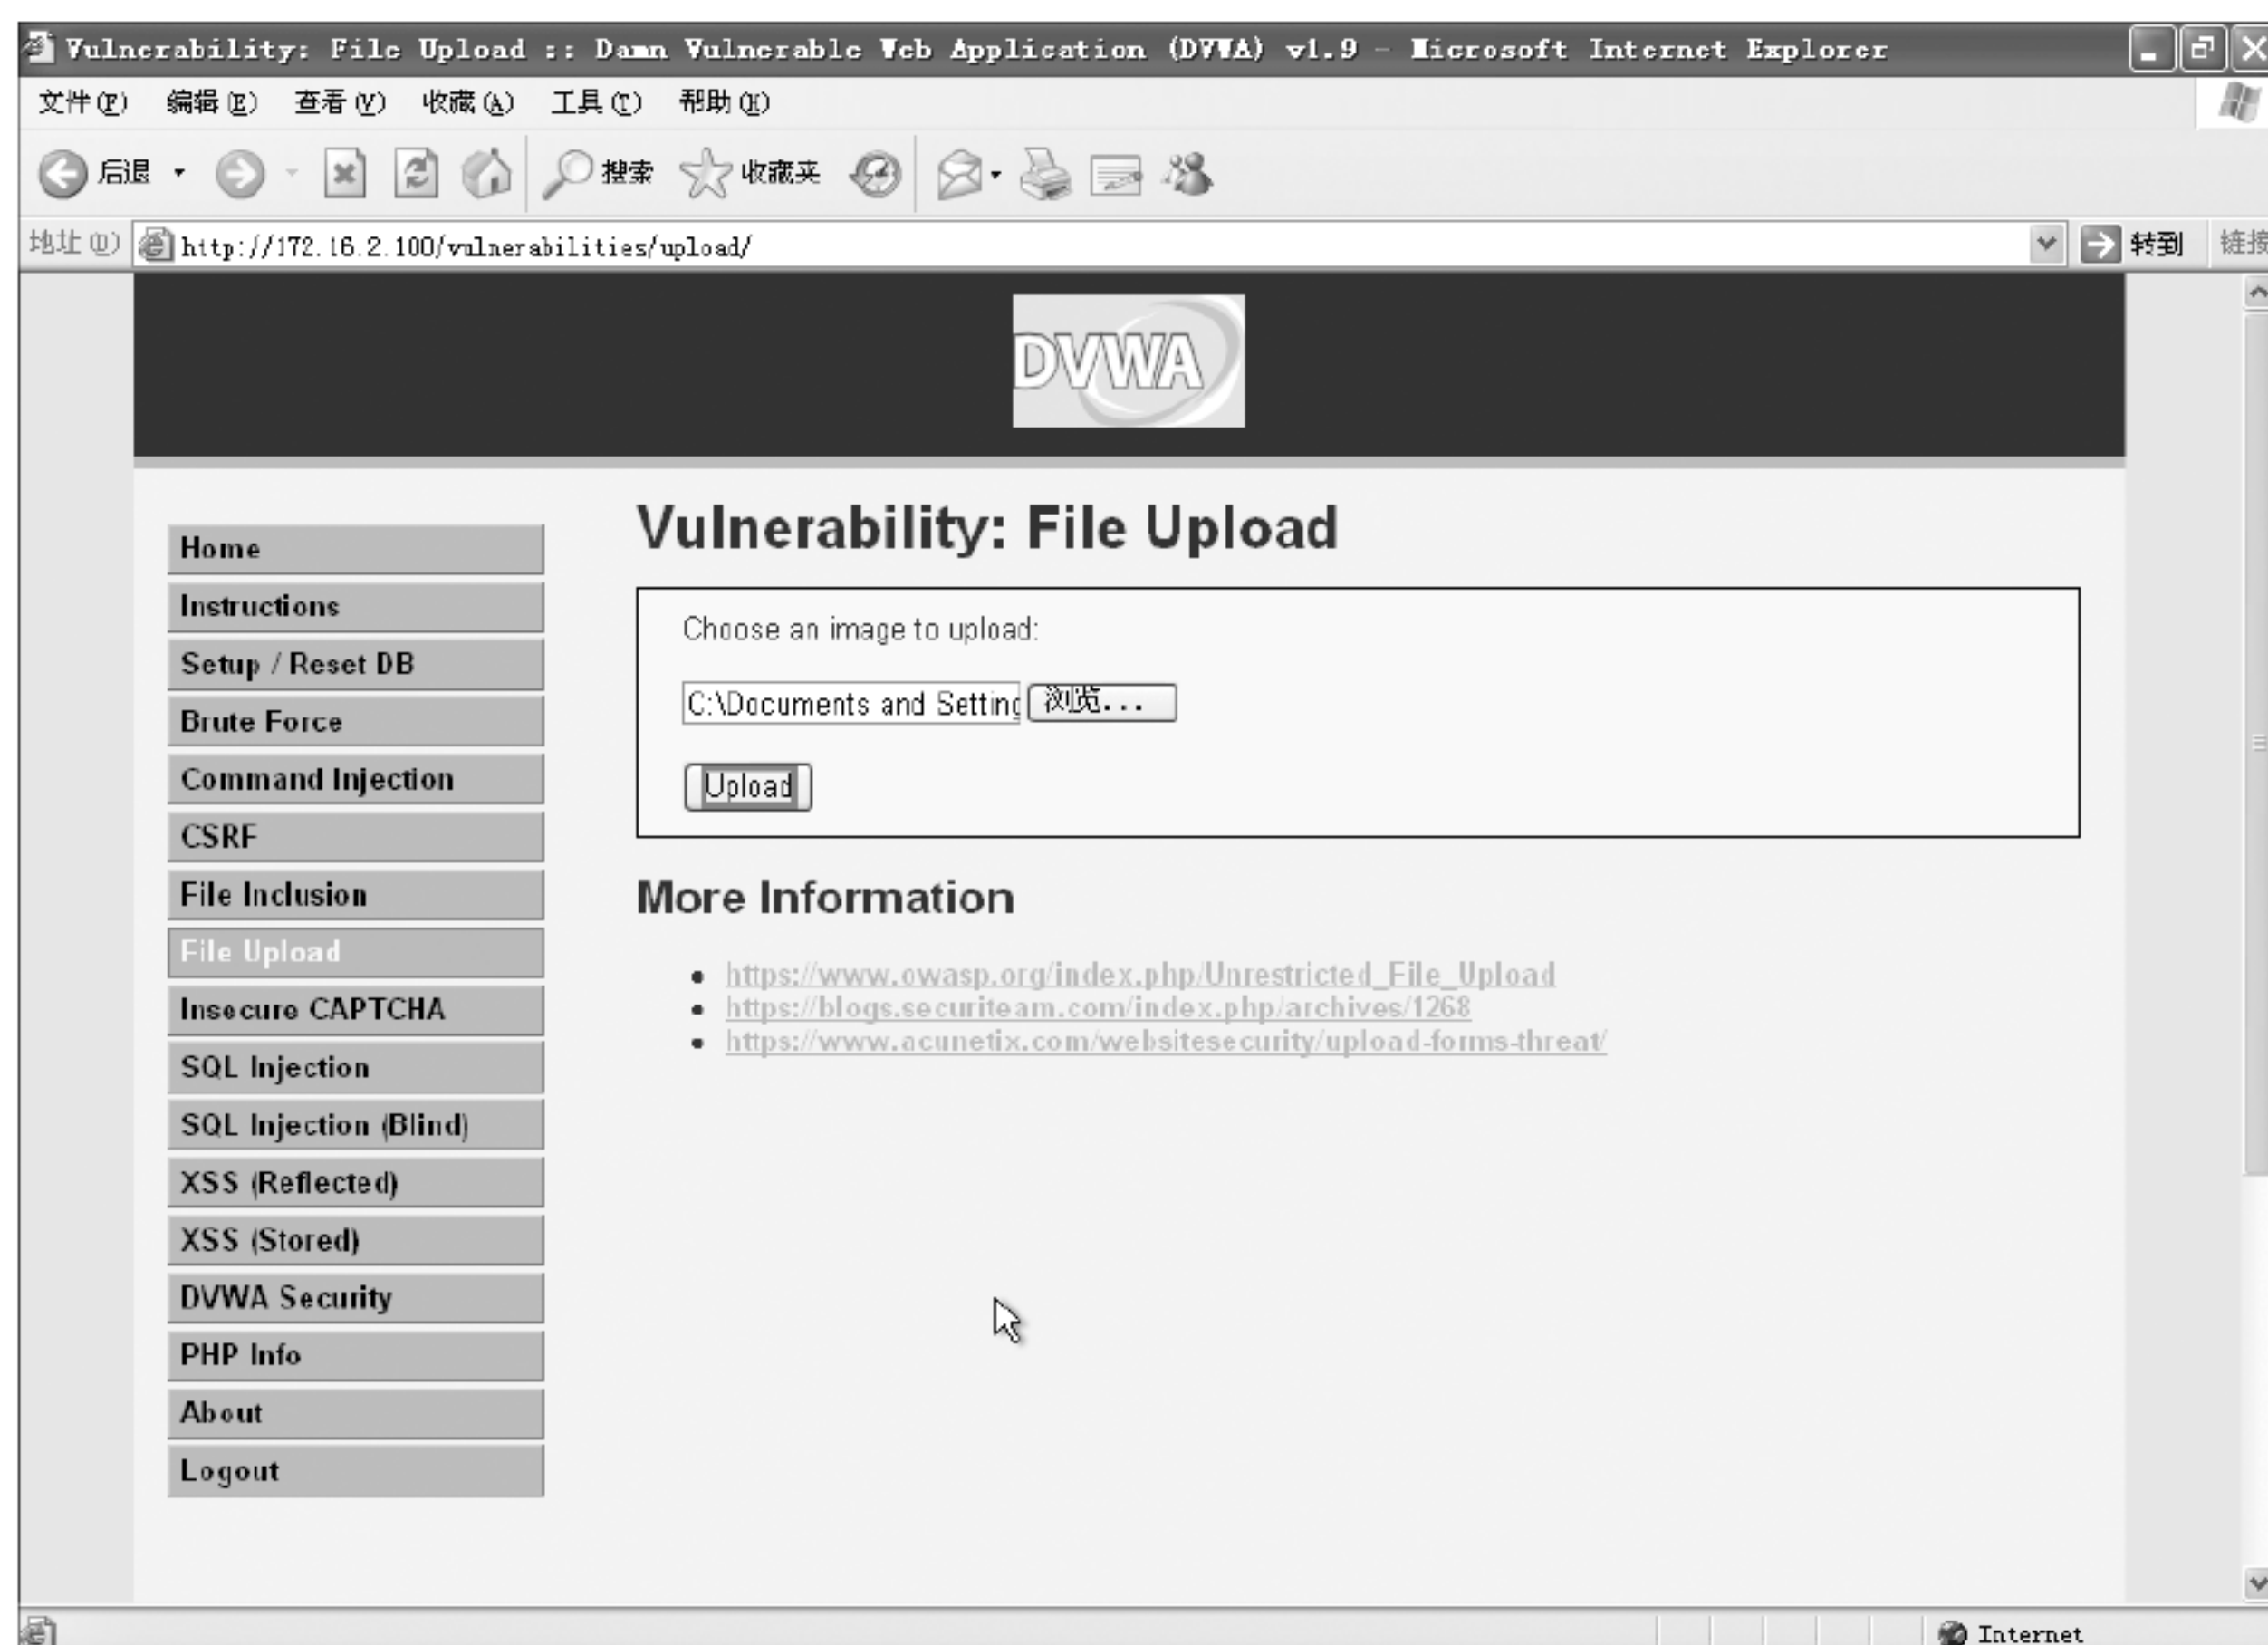 Vulnerability: File Upload :: Damn Vulnerable Web Application (DVWA) v1.9 - Microsoft Internet Explorer
文件(F) 编辑(E) 查看(V) 收藏(A) 工具(T) 帮助(H)
后退 搜索 收藏夹
地址(D) http://172.16.2.100/vulnerabilities/upload/ 转到 链接
DVWA
Vulnerability: File Upload
Home
Instructions
Setup / Reset DB
Brute Force
Command Injection
CSRF
File Inclusion
File Upload
Insecure CAPTCHA
SQL Injection
SQL Injection (Blind)
XSS (Reflected)
XSS (Stored)
DVWA Security
PHP Info
About
Logout
Choose an image to upload:
C:\Documents and Setting 浏览...
Upload
More Information
https://www.owasp.org/index.php/Unrestricted_File_Upload
https://blogs.securiteam.com/index.php/archives/1268
https://www.acunetix.com/websitesecurity/upload-forms-threat/
Internet